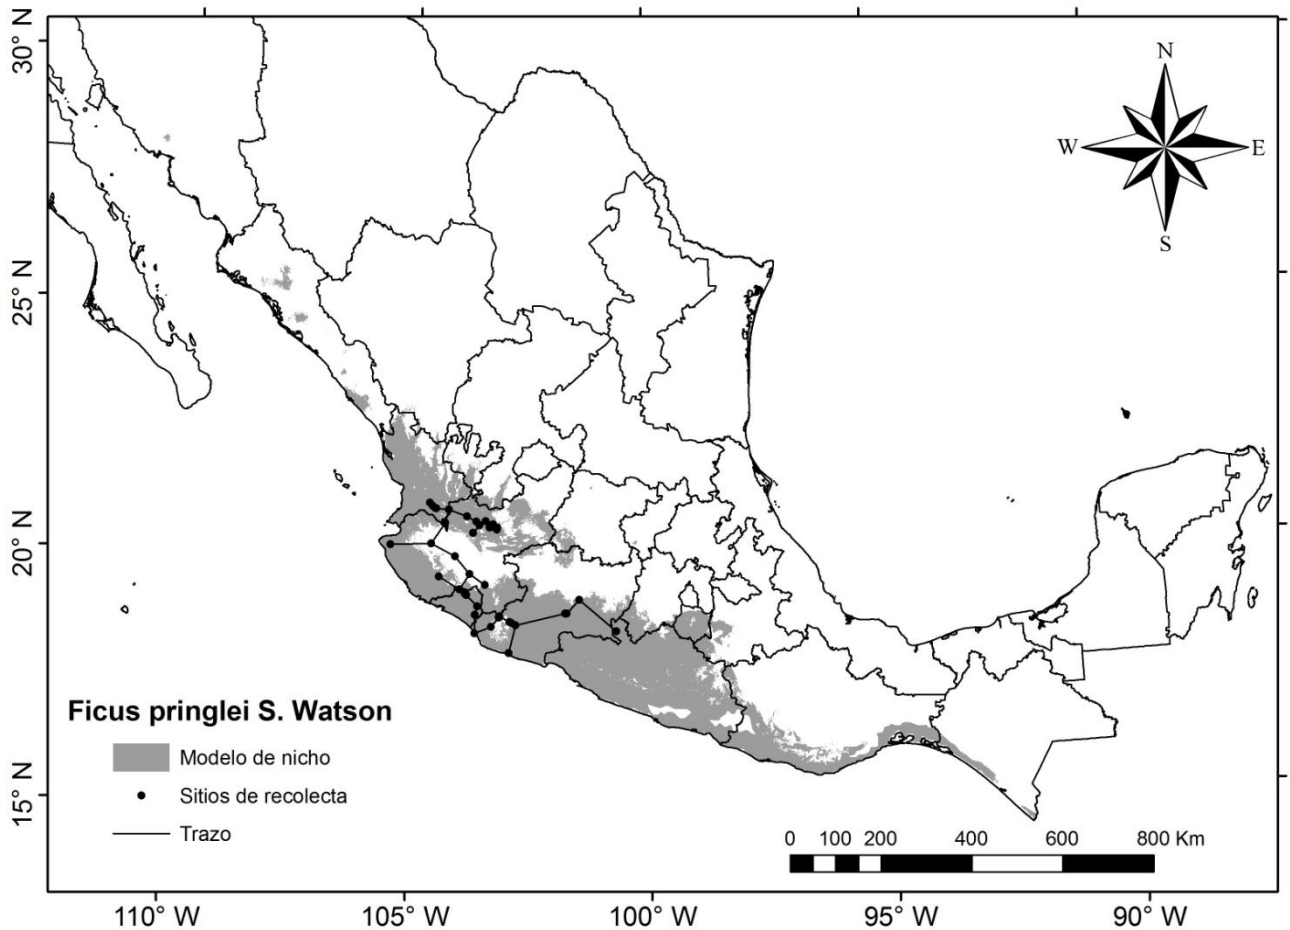 30° N
25° N
20° N
15° N
N
W E
S
Ficus pringlei S. Watson
Modelo de nicho
Sitios de recolecta
Trazo
0 100 200 400 600 800 Km
110° W 105° W 100° W 95° W 90° W